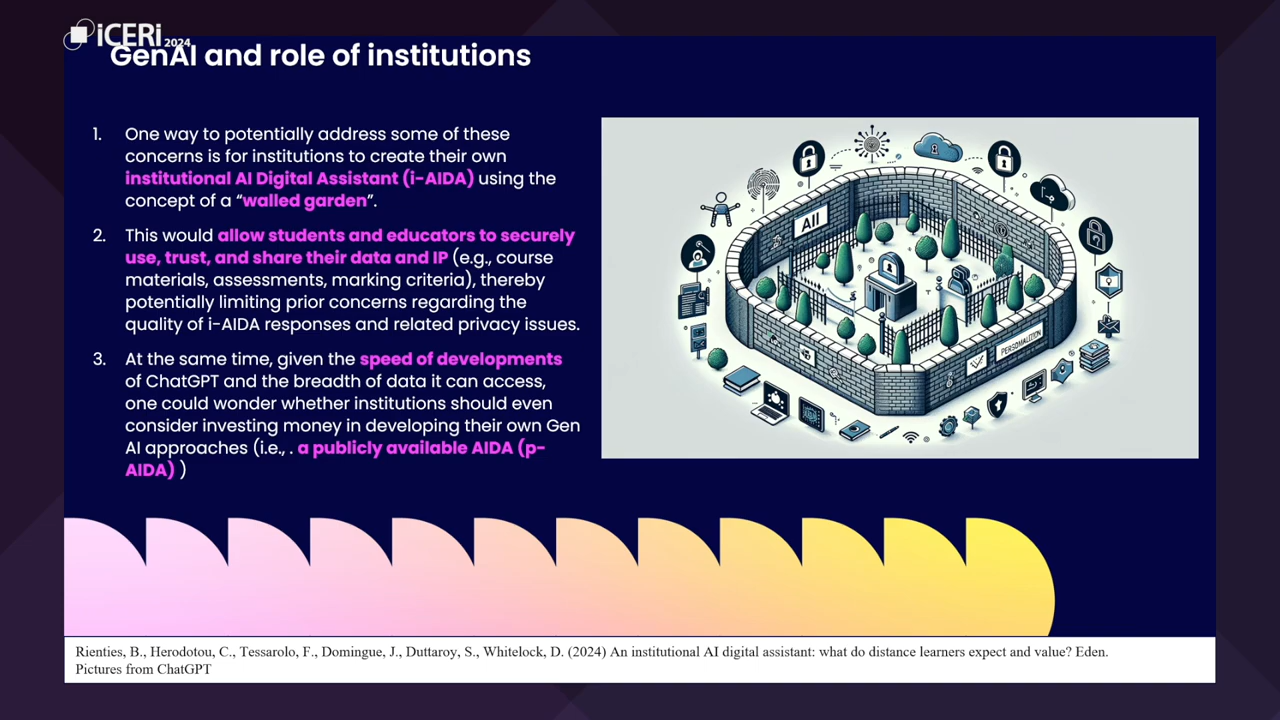 iCERi 2024
GenAI and role of institutions
1. One way to potentially address some of these
concerns is for institutions to create their own
institutional AI Digital Assistant (i-AIDA) using the
concept of a “walled garden”.
2. This would allow students and educators to securely
use, trust, and share their data and IP (e.g., course
materials, assessments, marking criteria), thereby
potentially limiting prior concerns regarding the
quality of i-AIDA responses and related privacy issues.
3. At the same time, given the speed of developments
of ChatGPT and the breadth of data it can access,
one could wonder whether institutions should even
consider investing money in developing their own Gen
AI approaches (i.e., . a publicly available AIDA (p-
AIDA) )
AII
PERSONALIZTION
Rienties, B., Herodotou, C., Tessarolo, F., Domingue, J., Duttaroy, S., Whitelock, D. (2024) An institutional AI digital assistant: what do distance learners expect and value? Eden.
Pictures from ChatGPT